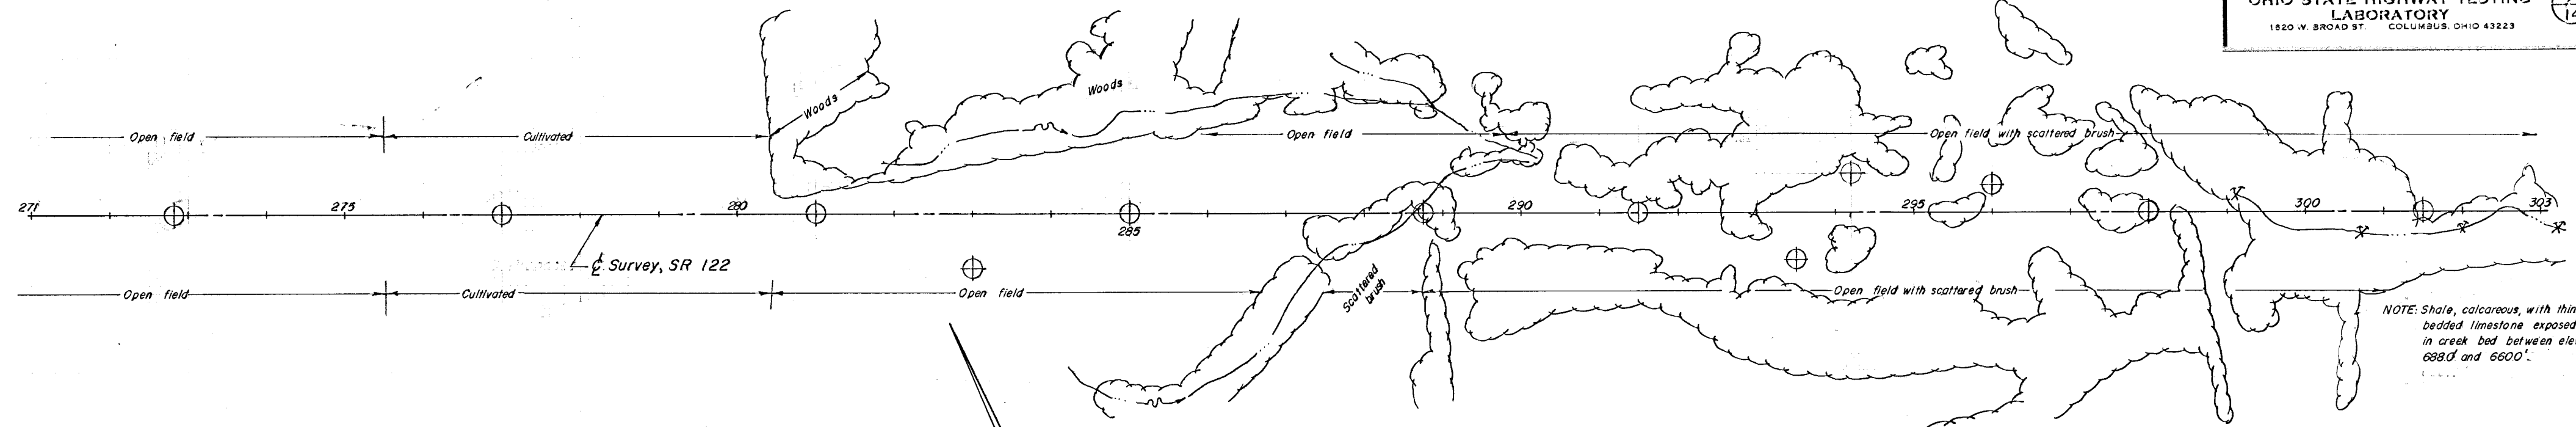 OHIO STATE HIGHWAY TESTING
LABORATORY
1620 W. BROAD ST. COLUMBUS, OHIO 43223
14
Woods
Woods
Open field
Cultivated
Open field
Open field with scattered brush
271
275
280
285
290
295
300
303
℄ Survey, SR 122
Open field
Cultivated
Open field
Scattered
brush
Open field with scattered brush
NOTE: Shale, calcareous, with thin
bedded limestone exposed
in creek bed between ele
688.0' and 660.0'